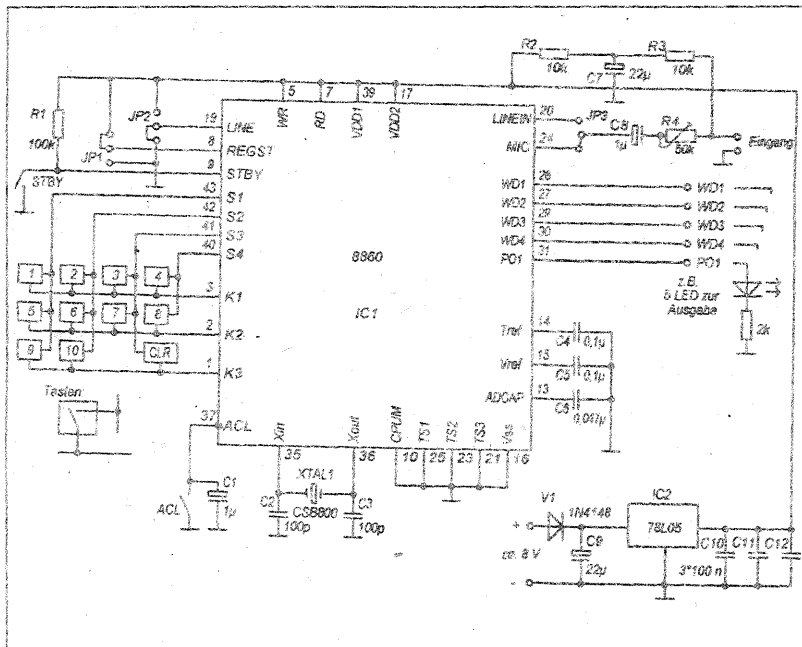 R2
10k
R3
10k
C7
22µ
5
7
39
17
WR
RD
VDD1
VDD2
R1
100k
JP2
JP1
STBY
19
LINE
8
REGST
9
STBY
43
S1
42
S2
41
S3
40
S4
3
K1
2
K2
1
K3
37
ACL
8860
IC1
LINEIN
20
MIC
24
JP3
C8
1µ
R4
50k
Eingang
WD1
26
WD1
WD2
27
WD2
WD3
29
WD3
WD4
30
WD4
PO1
31
PO1
z.B.
5 LED zur
Ausgabe
2k
1
2
3
4
5
6
7
8
9
10
CLR
Tasten
Tref
14
C4
0,1µ
Vref
15
C5
0,1µ
ADCAP
13
C6
0,047µ
Xin
Xout
CPUM
TS1
TS2
TS3
Vss
35
36
10
25
23
21
16
XTAL1
CSB800
C2
100p
C3
100p
ACL
C1
1µ
V1
1N4148
IC2
78L05
+
ca. 8 V
-
C9
22µ
C10
C11
C12
3*100 n